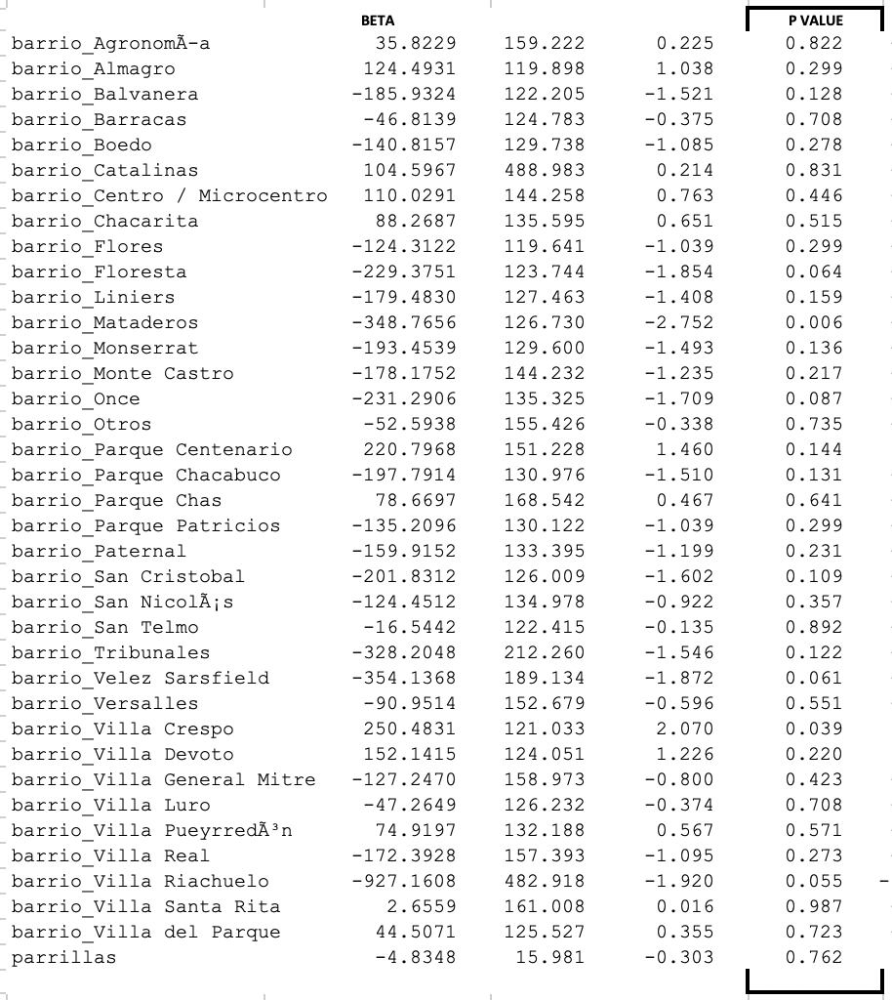 BETA P VALUE
barrio_AgronomÃ-a 35.8229 159.222 0.225 0.822
barrio_Almagro 124.4931 119.898 1.038 0.299
barrio_Balvanera -185.9324 122.205 -1.521 0.128
barrio_Barracas -46.8139 124.783 -0.375 0.708
barrio_Boedo -140.8157 129.738 -1.085 0.278
barrio_Catalinas 104.5967 488.983 0.214 0.831
barrio_Centro / Microcentro 110.0291 144.258 0.763 0.446
barrio_Chacarita 88.2687 135.595 0.651 0.515
barrio_Flores -124.3122 119.641 -1.039 0.299
barrio_Floresta -229.3751 123.744 -1.854 0.064
barrio_Liniers -179.4830 127.463 -1.408 0.159
barrio_Mataderos -348.7656 126.730 -2.752 0.006
barrio_Monserrat -193.4539 129.600 -1.493 0.136
barrio_Monte Castro -178.1752 144.232 -1.235 0.217
barrio_Once -231.2906 135.325 -1.709 0.087
barrio_Otros -52.5938 155.426 -0.338 0.735
barrio_Parque Centenario 220.7968 151.228 1.460 0.144
barrio_Parque Chacabuco -197.7914 130.976 -1.510 0.131
barrio_Parque Chas 78.6697 168.542 0.467 0.641
barrio_Parque Patricios -135.2096 130.122 -1.039 0.299
barrio_Paternal -159.9152 133.395 -1.199 0.231
barrio_San Cristobal -201.8312 126.009 -1.602 0.109
barrio_San NicolÃ¡s -124.4512 134.978 -0.922 0.357
barrio_San Telmo -16.5442 122.415 -0.135 0.892
barrio_Tribunales -328.2048 212.260 -1.546 0.122
barrio_Velez Sarsfield -354.1368 189.134 -1.872 0.061
barrio_Versalles -90.9514 152.679 -0.596 0.551
barrio_Villa Crespo 250.4831 121.033 2.070 0.039
barrio_Villa Devoto 152.1415 124.051 1.226 0.220
barrio_Villa General Mitre -127.2470 158.973 -0.800 0.423
barrio_Villa Luro -47.2649 126.232 -0.374 0.708
barrio_Villa PueyrredÃ³n 74.9197 132.188 0.567 0.571
barrio_Villa Real -172.3928 157.393 -1.095 0.273
barrio_Villa Riachuelo -927.1608 482.918 -1.920 0.055 -
barrio_Villa Santa Rita 2.6559 161.008 0.016 0.987
barrio_Villa del Parque 44.5071 125.527 0.355 0.723
parrillas -4.8348 15.981 -0.303 0.762